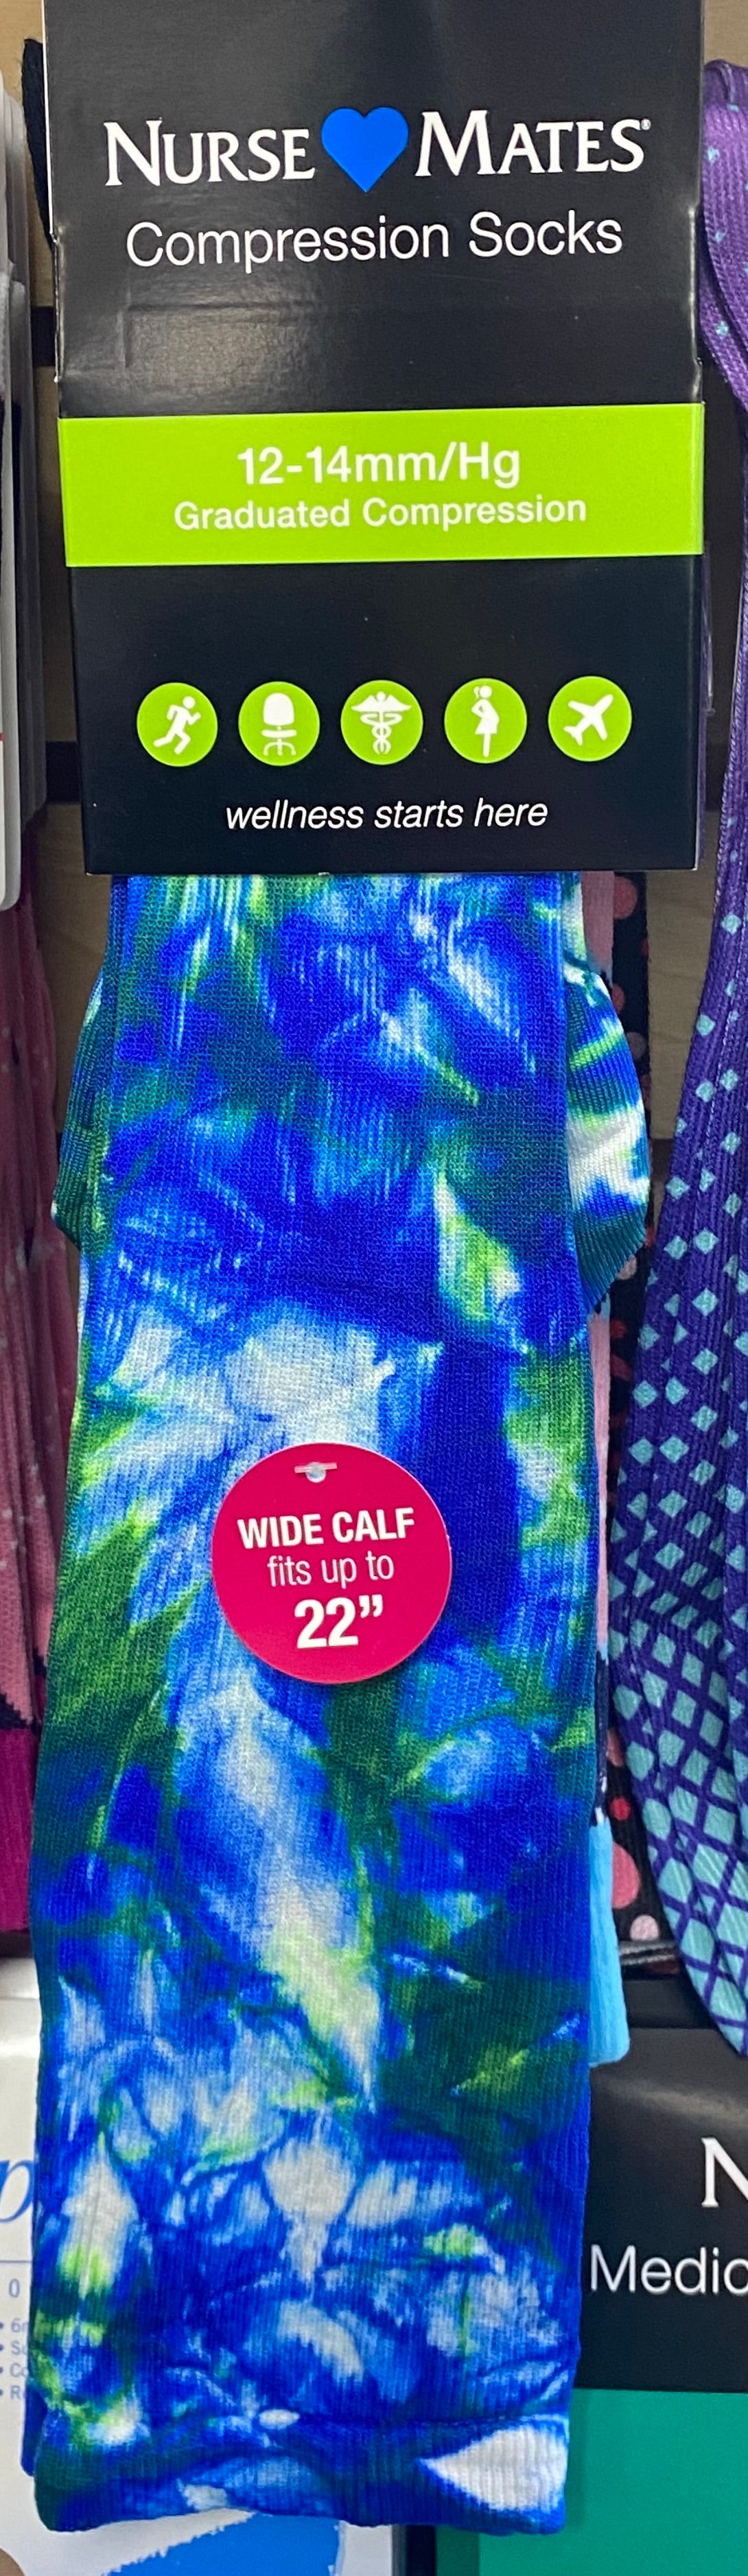 NURSE MATES®
Compression Socks
12-14mm/Hg
Graduated Compression
wellness starts here
WIDE CALF
fits up to
22”
N
Medic
p
0